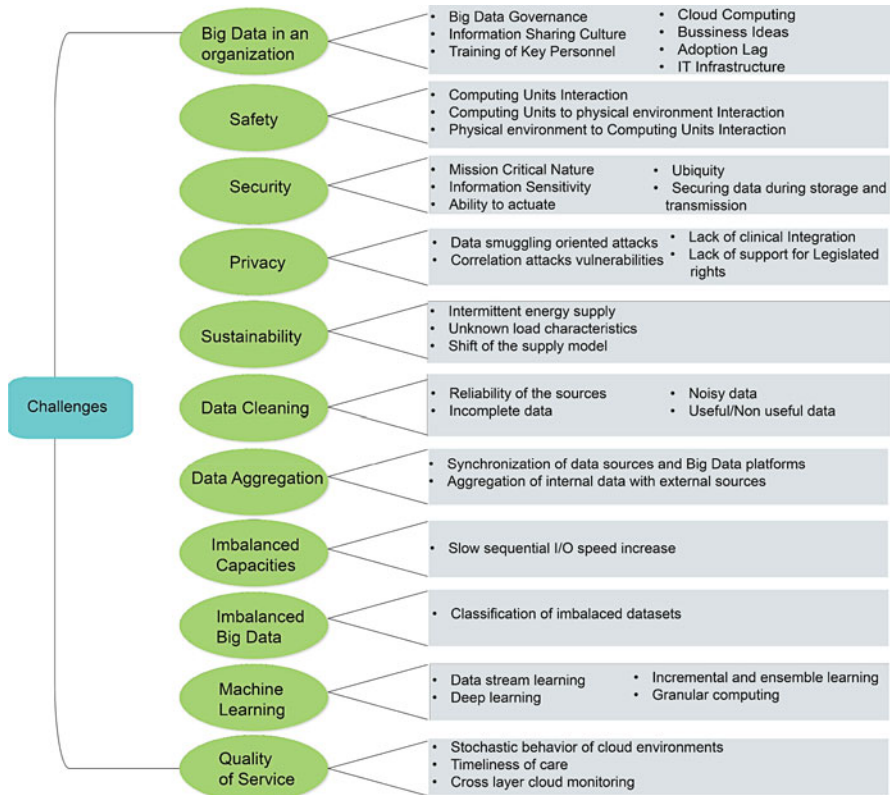 Challenges
Big Data in an
organization
• Big Data Governance
• Information Sharing Culture
• Training of Key Personnel
• Cloud Computing
• Bussiness Ideas
• Adoption Lag
• IT Infrastructure
Safety
• Computing Units Interaction
• Computing Units to physical environment Interaction
• Physical environment to Computing Units Interaction
Security
• Mission Critical Nature
• Information Sensitivity
• Ability to actuate
• Ubiquity
• Securing data during storage and
transmission
Privacy
• Data smuggling oriented attacks
• Correlation attacks vulnerabilities
• Lack of clinical Integration
• Lack of support for Legislated
rights
Sustainability
• Intermittent energy supply
• Unknown load characteristics
• Shift of the supply model
Data Cleaning
• Reliability of the sources
• Incomplete data
• Noisy data
• Useful/Non useful data
Data Aggregation
• Synchronization of data sources and Big Data platforms
• Aggregation of internal data with external sources
Imbalanced
Capacities
• Slow sequential I/O speed increase
Imbalanced
Big Data
• Classification of imbalaced datasets
Machine
Learning
• Data stream learning
• Deep learning
• Incremental and ensemble learning
• Granular computing
Quality
of Service
• Stochastic behavior of cloud environments
• Timeliness of care
• Cross layer cloud monitoring